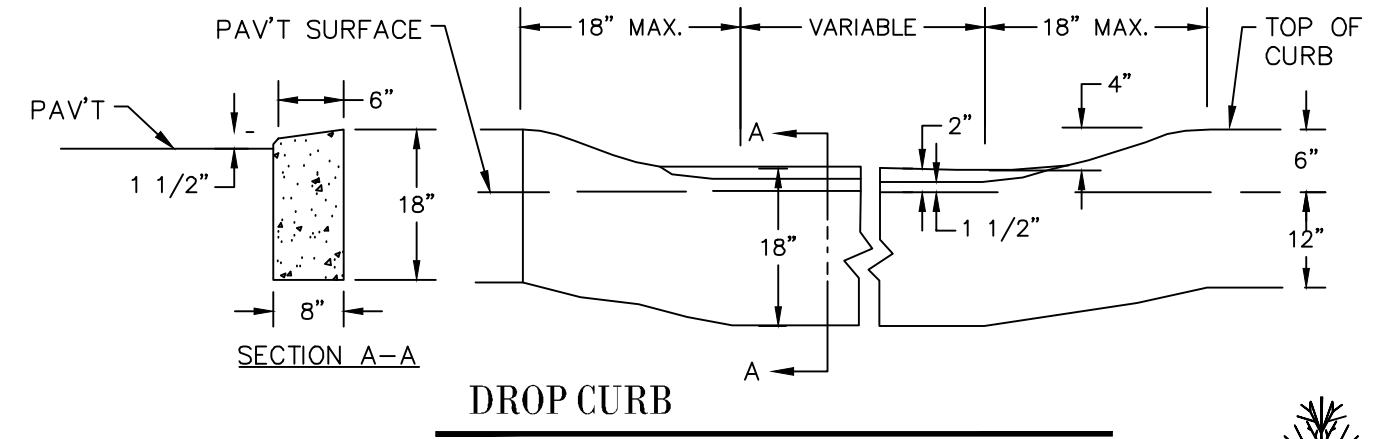 18" MAX.
VARIABLE
18" MAX.
PAV'T SURFACE
TOP OF
CURB
PAV'T
6"
4"
A
2"
6"
1 1/2"
18"
18"
1 1/2"
12"
8"
SECTION A-A
A
DROP CURB